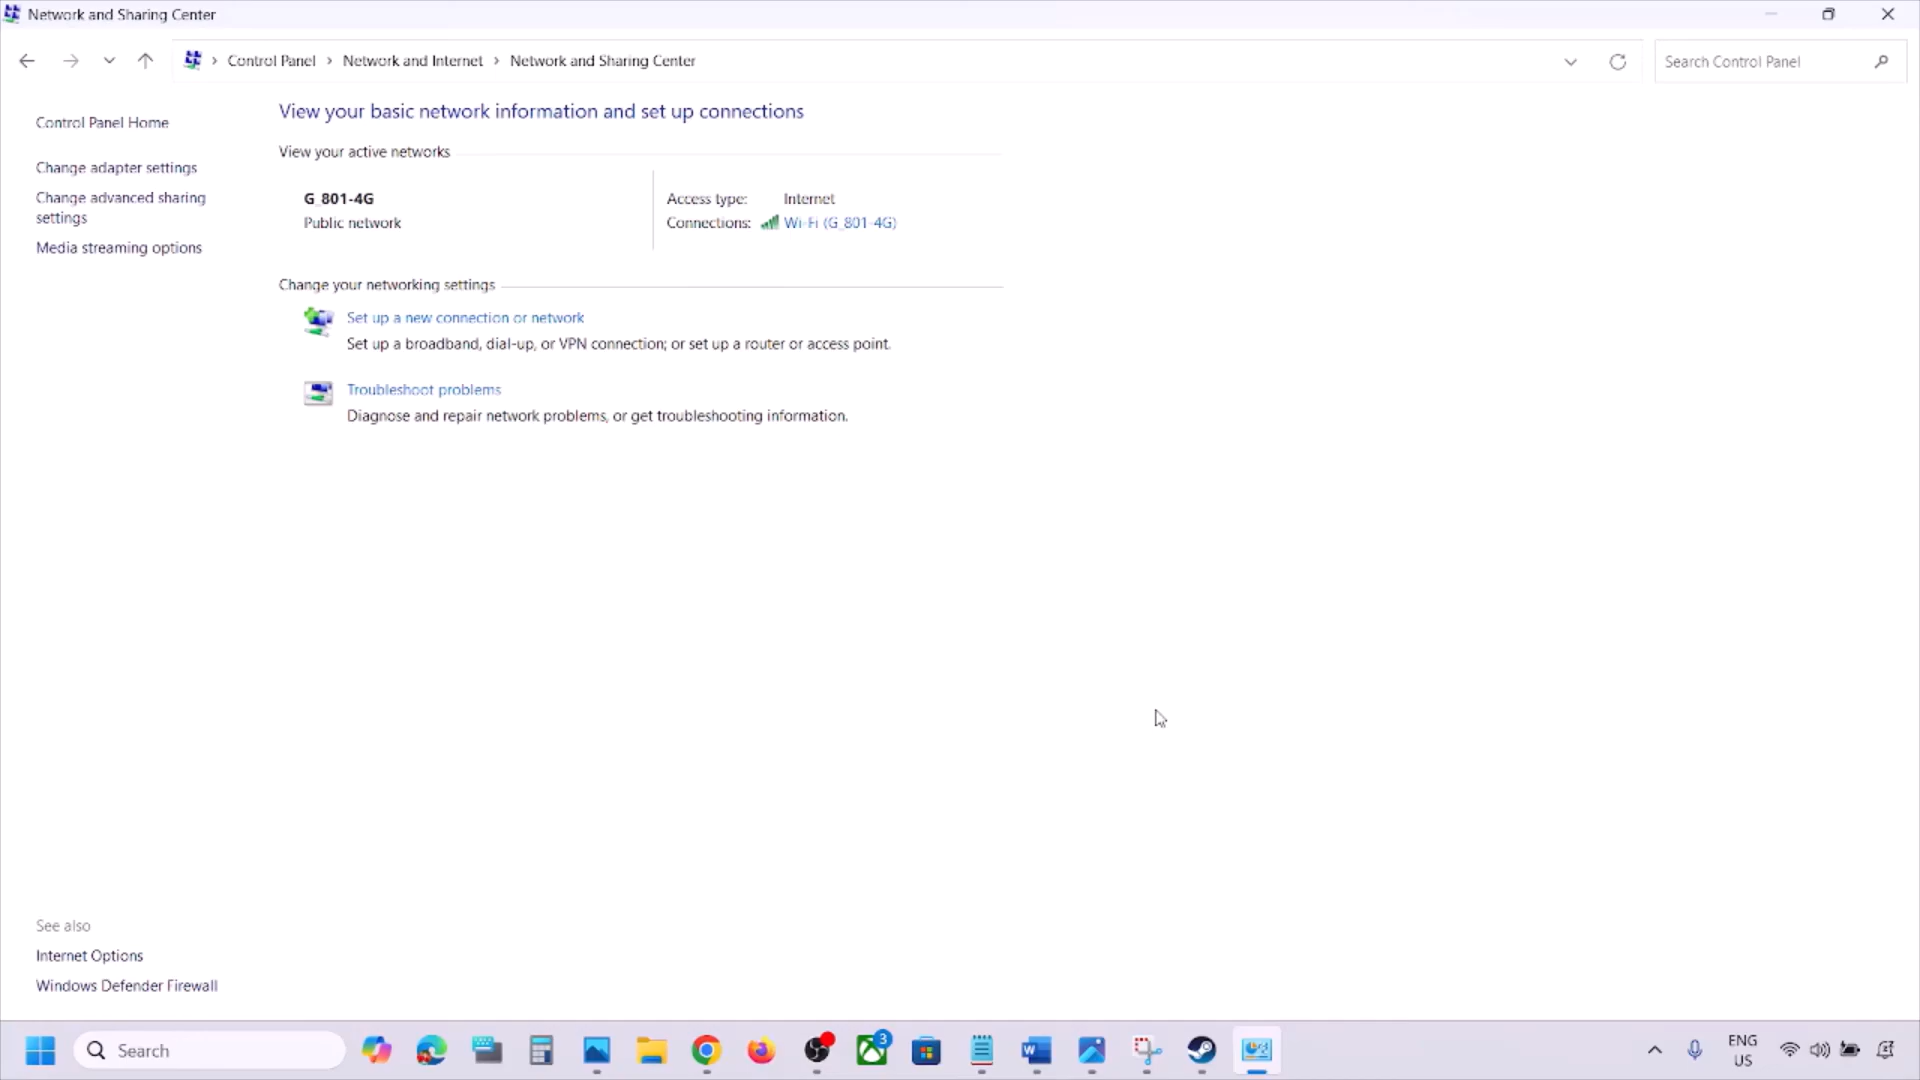 Network and Sharing Center
Control Panel > Network and Internet > Network and Sharing Center
Search Control Panel
Control Panel Home
Change adapter settings
Change advanced sharing
settings
Media streaming options
View your basic network information and set up connections
View your active networks
G_801-4G
Public network
Access type: Internet
Connections: Wi-Fi (G_801-4G)
Change your networking settings
Set up a new connection or network
Set up a broadband, dial-up, or VPN connection; or set up a router or access point.
Troubleshoot problems
Diagnose and repair network problems, or get troubleshooting information.
See also
Internet Options
Windows Defender Firewall
Search
3
ENG
US